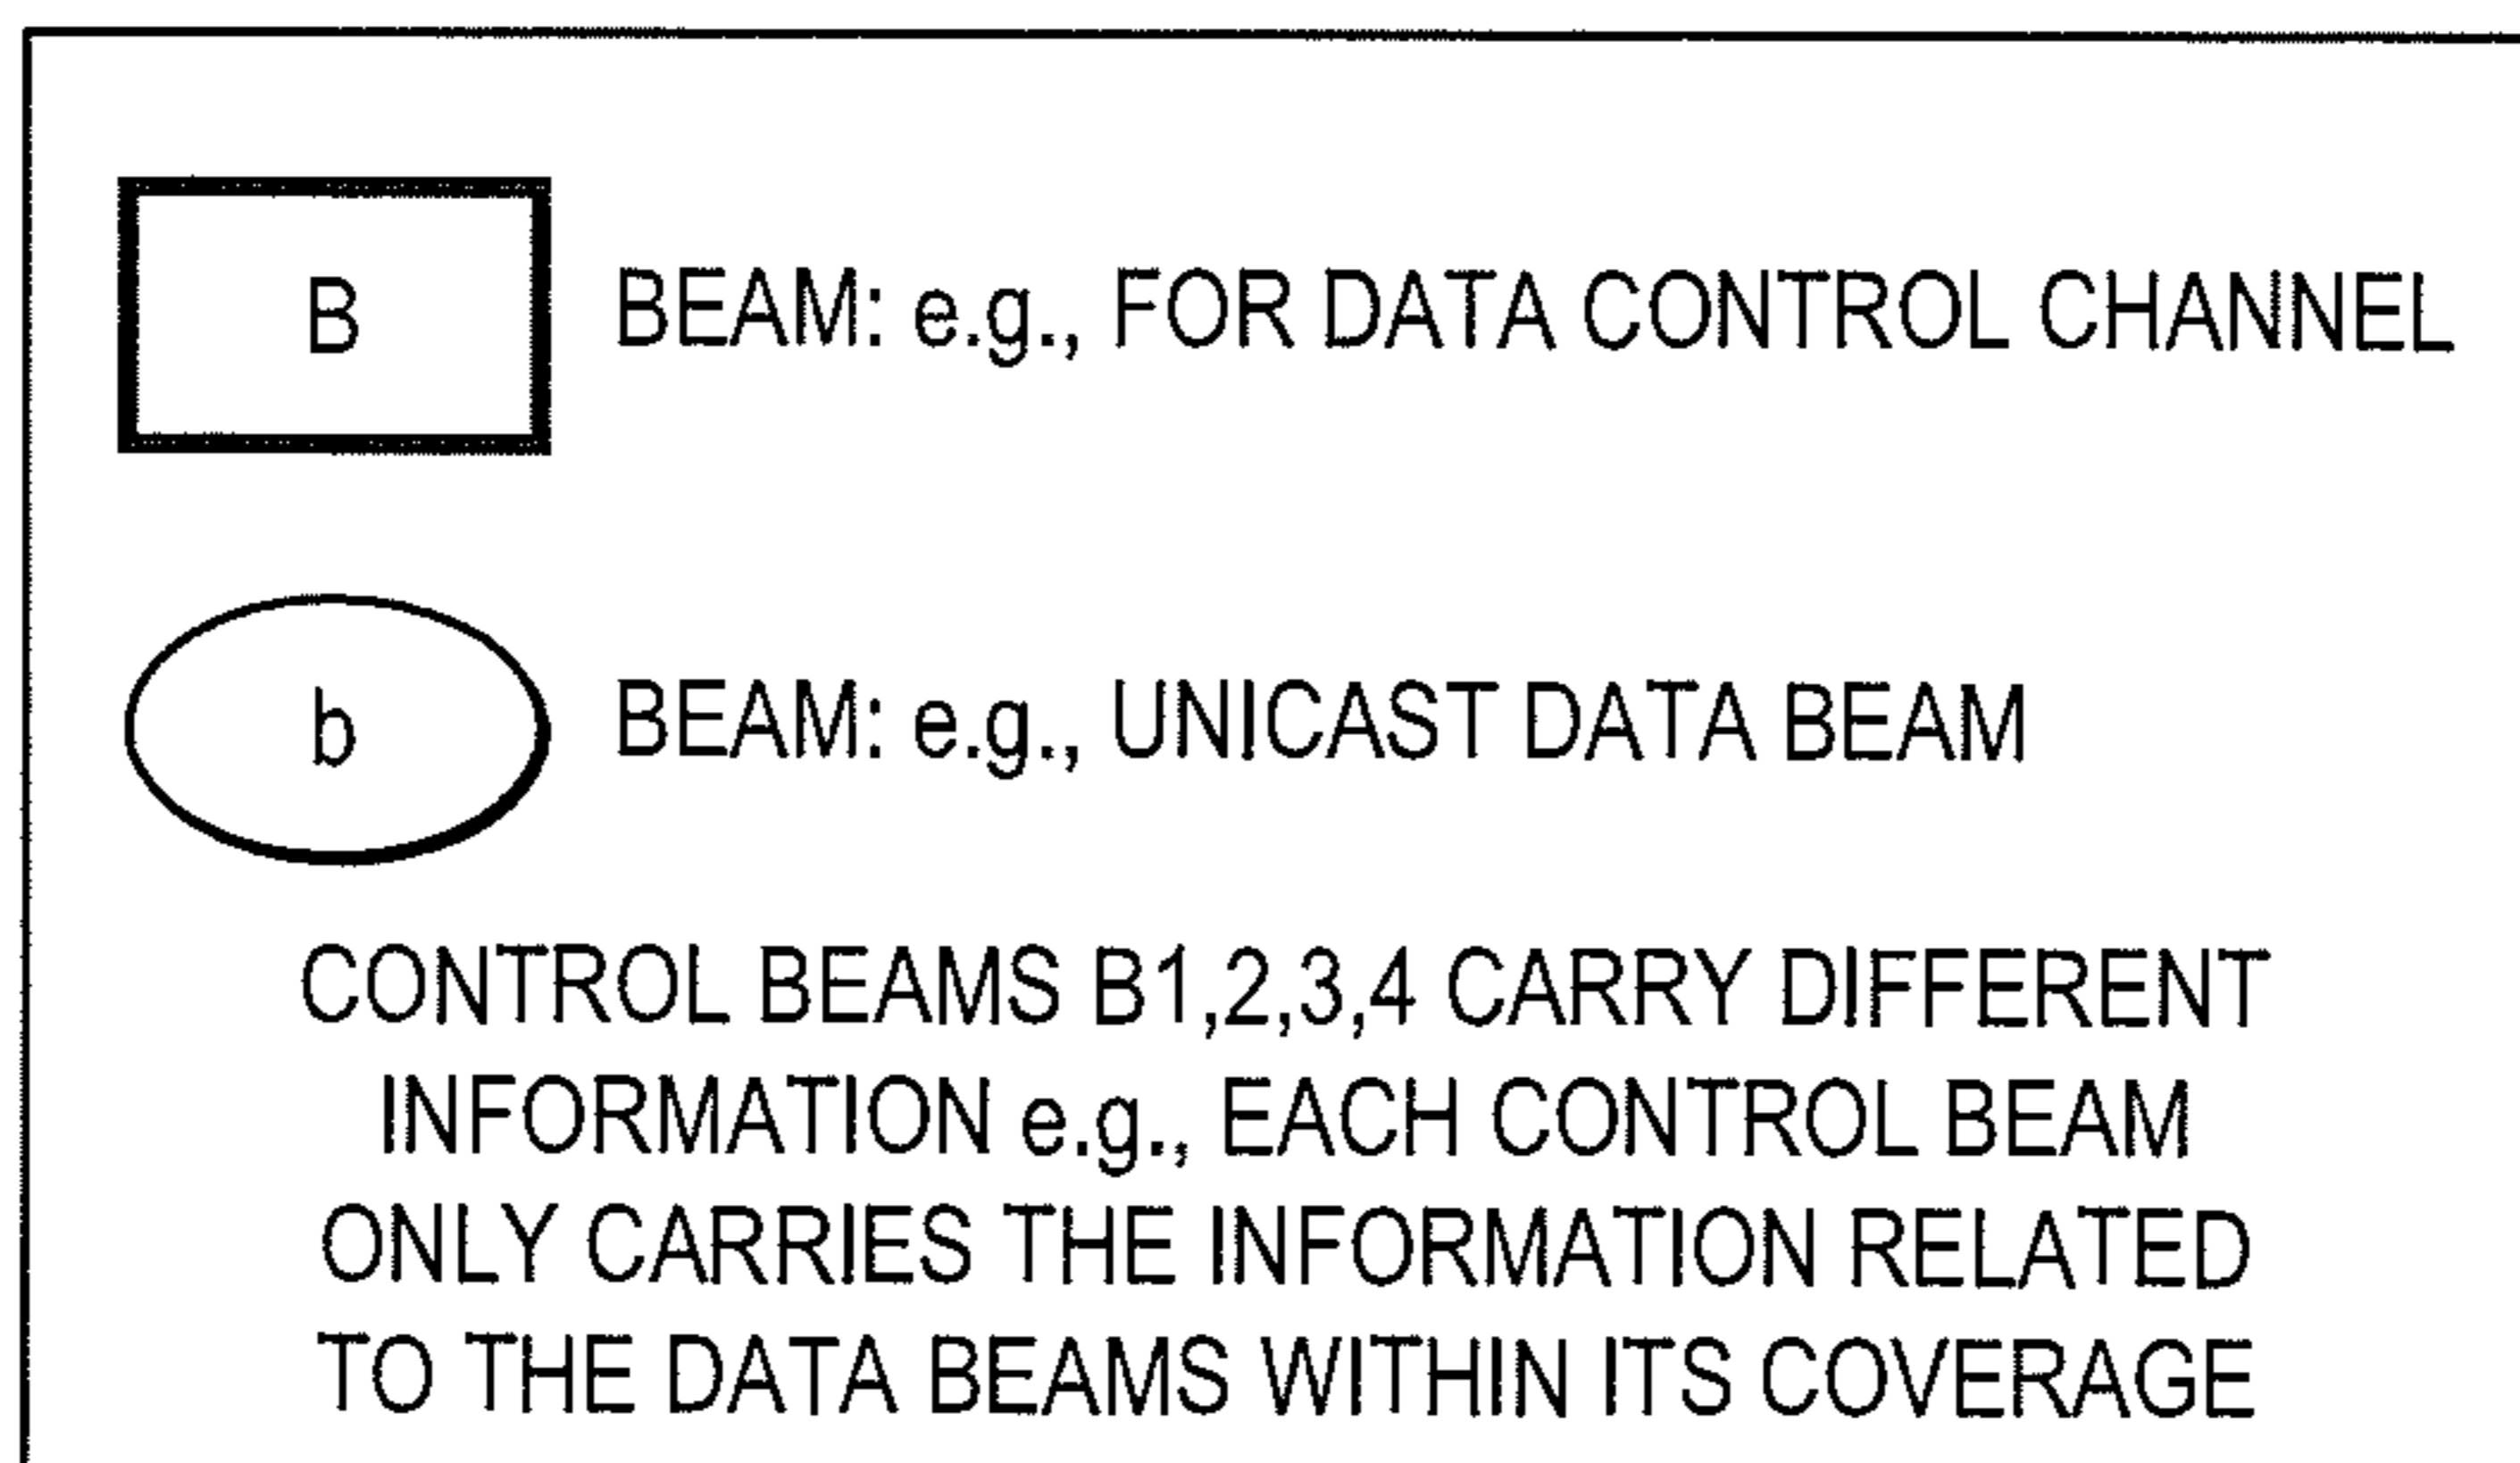 B BEAM: e.g., FOR DATA CONTROL CHANNEL
b BEAM: e.g., UNICAST DATA BEAM
CONTROL BEAMS B1,2,3,4 CARRY DIFFERENT
INFORMATION e.g., EACH CONTROL BEAM
ONLY CARRIES THE INFORMATION RELATED
TO THE DATA BEAMS WITHIN ITS COVERAGE